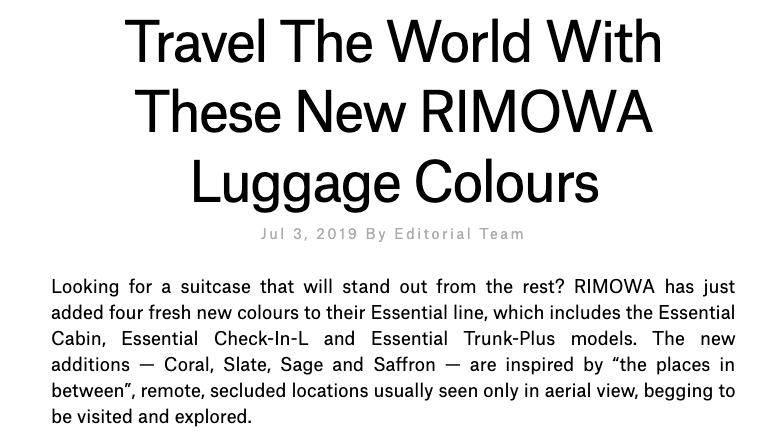 Travel The World With
These New RIMOWA
Luggage Colours
Jul 3, 2019 By Editorial Team
Looking for a suitcase that will stand out from the rest? RIMOWA has just
added four fresh new colours to their Essential line, which includes the Essential
Cabin, Essential Check-In-L and Essential Trunk-Plus models. The new
additions — Coral, Slate, Sage and Saffron — are inspired by “the places in
between”, remote, secluded locations usually seen only in aerial view, begging to
be visited and explored.